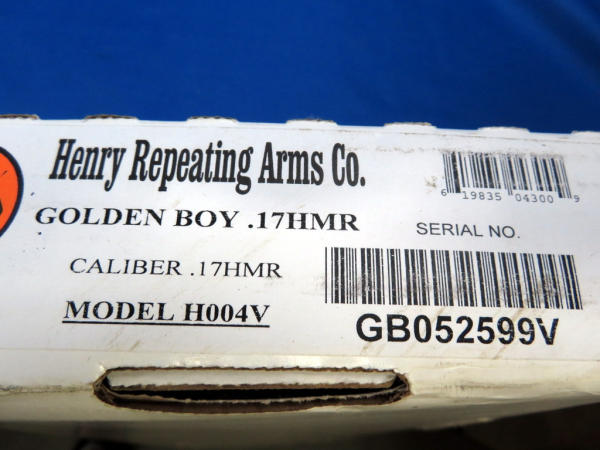 Henry Repeating Arms Co.
GOLDEN BOY .17HMR
CALIBER .17HMR
MODEL H004V
6 19835 04300 9
SERIAL NO.
GB052599V